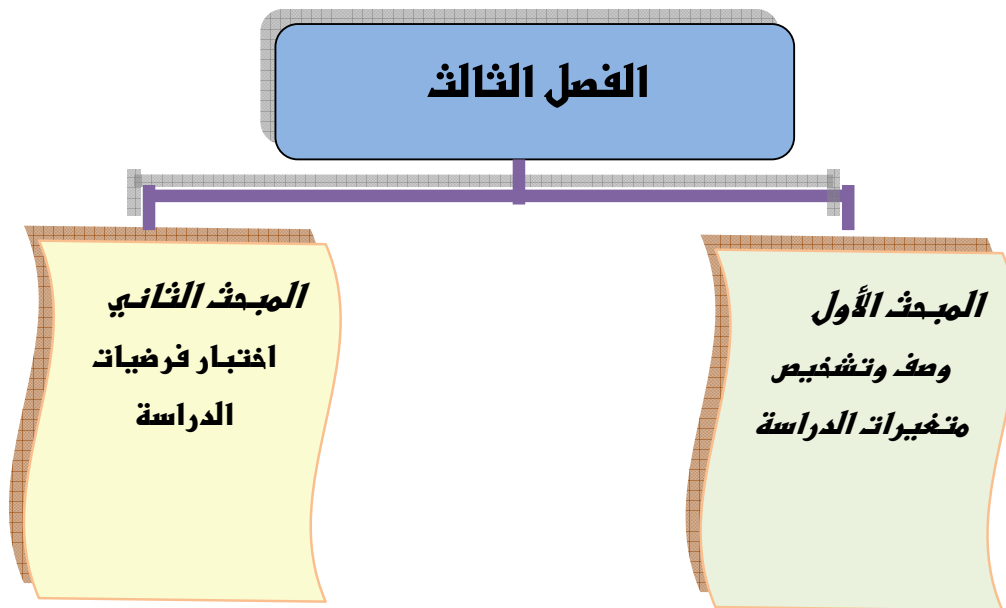 الفصل الثالث
المبحث الأول
وصف وتشخيص
متغيرات الدراسة
المبحث الثاني
اختبار فرضيات
الدراسة